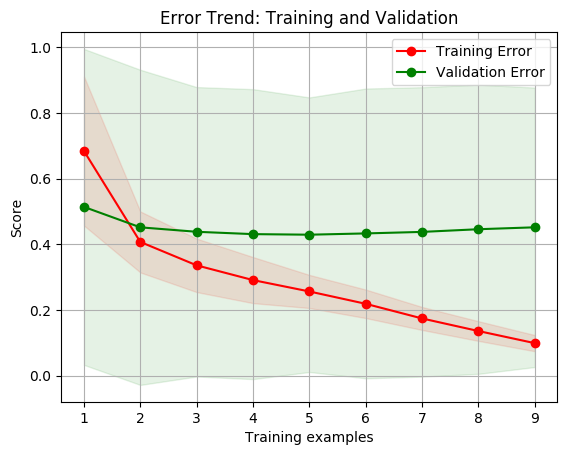 Error Trend: Training and Validation
1.0
0.8
0.6
0.4
0.2
0.0
Score
Training Error
Validation Error
1 2 3 4 5 6 7 8 9
Training examples